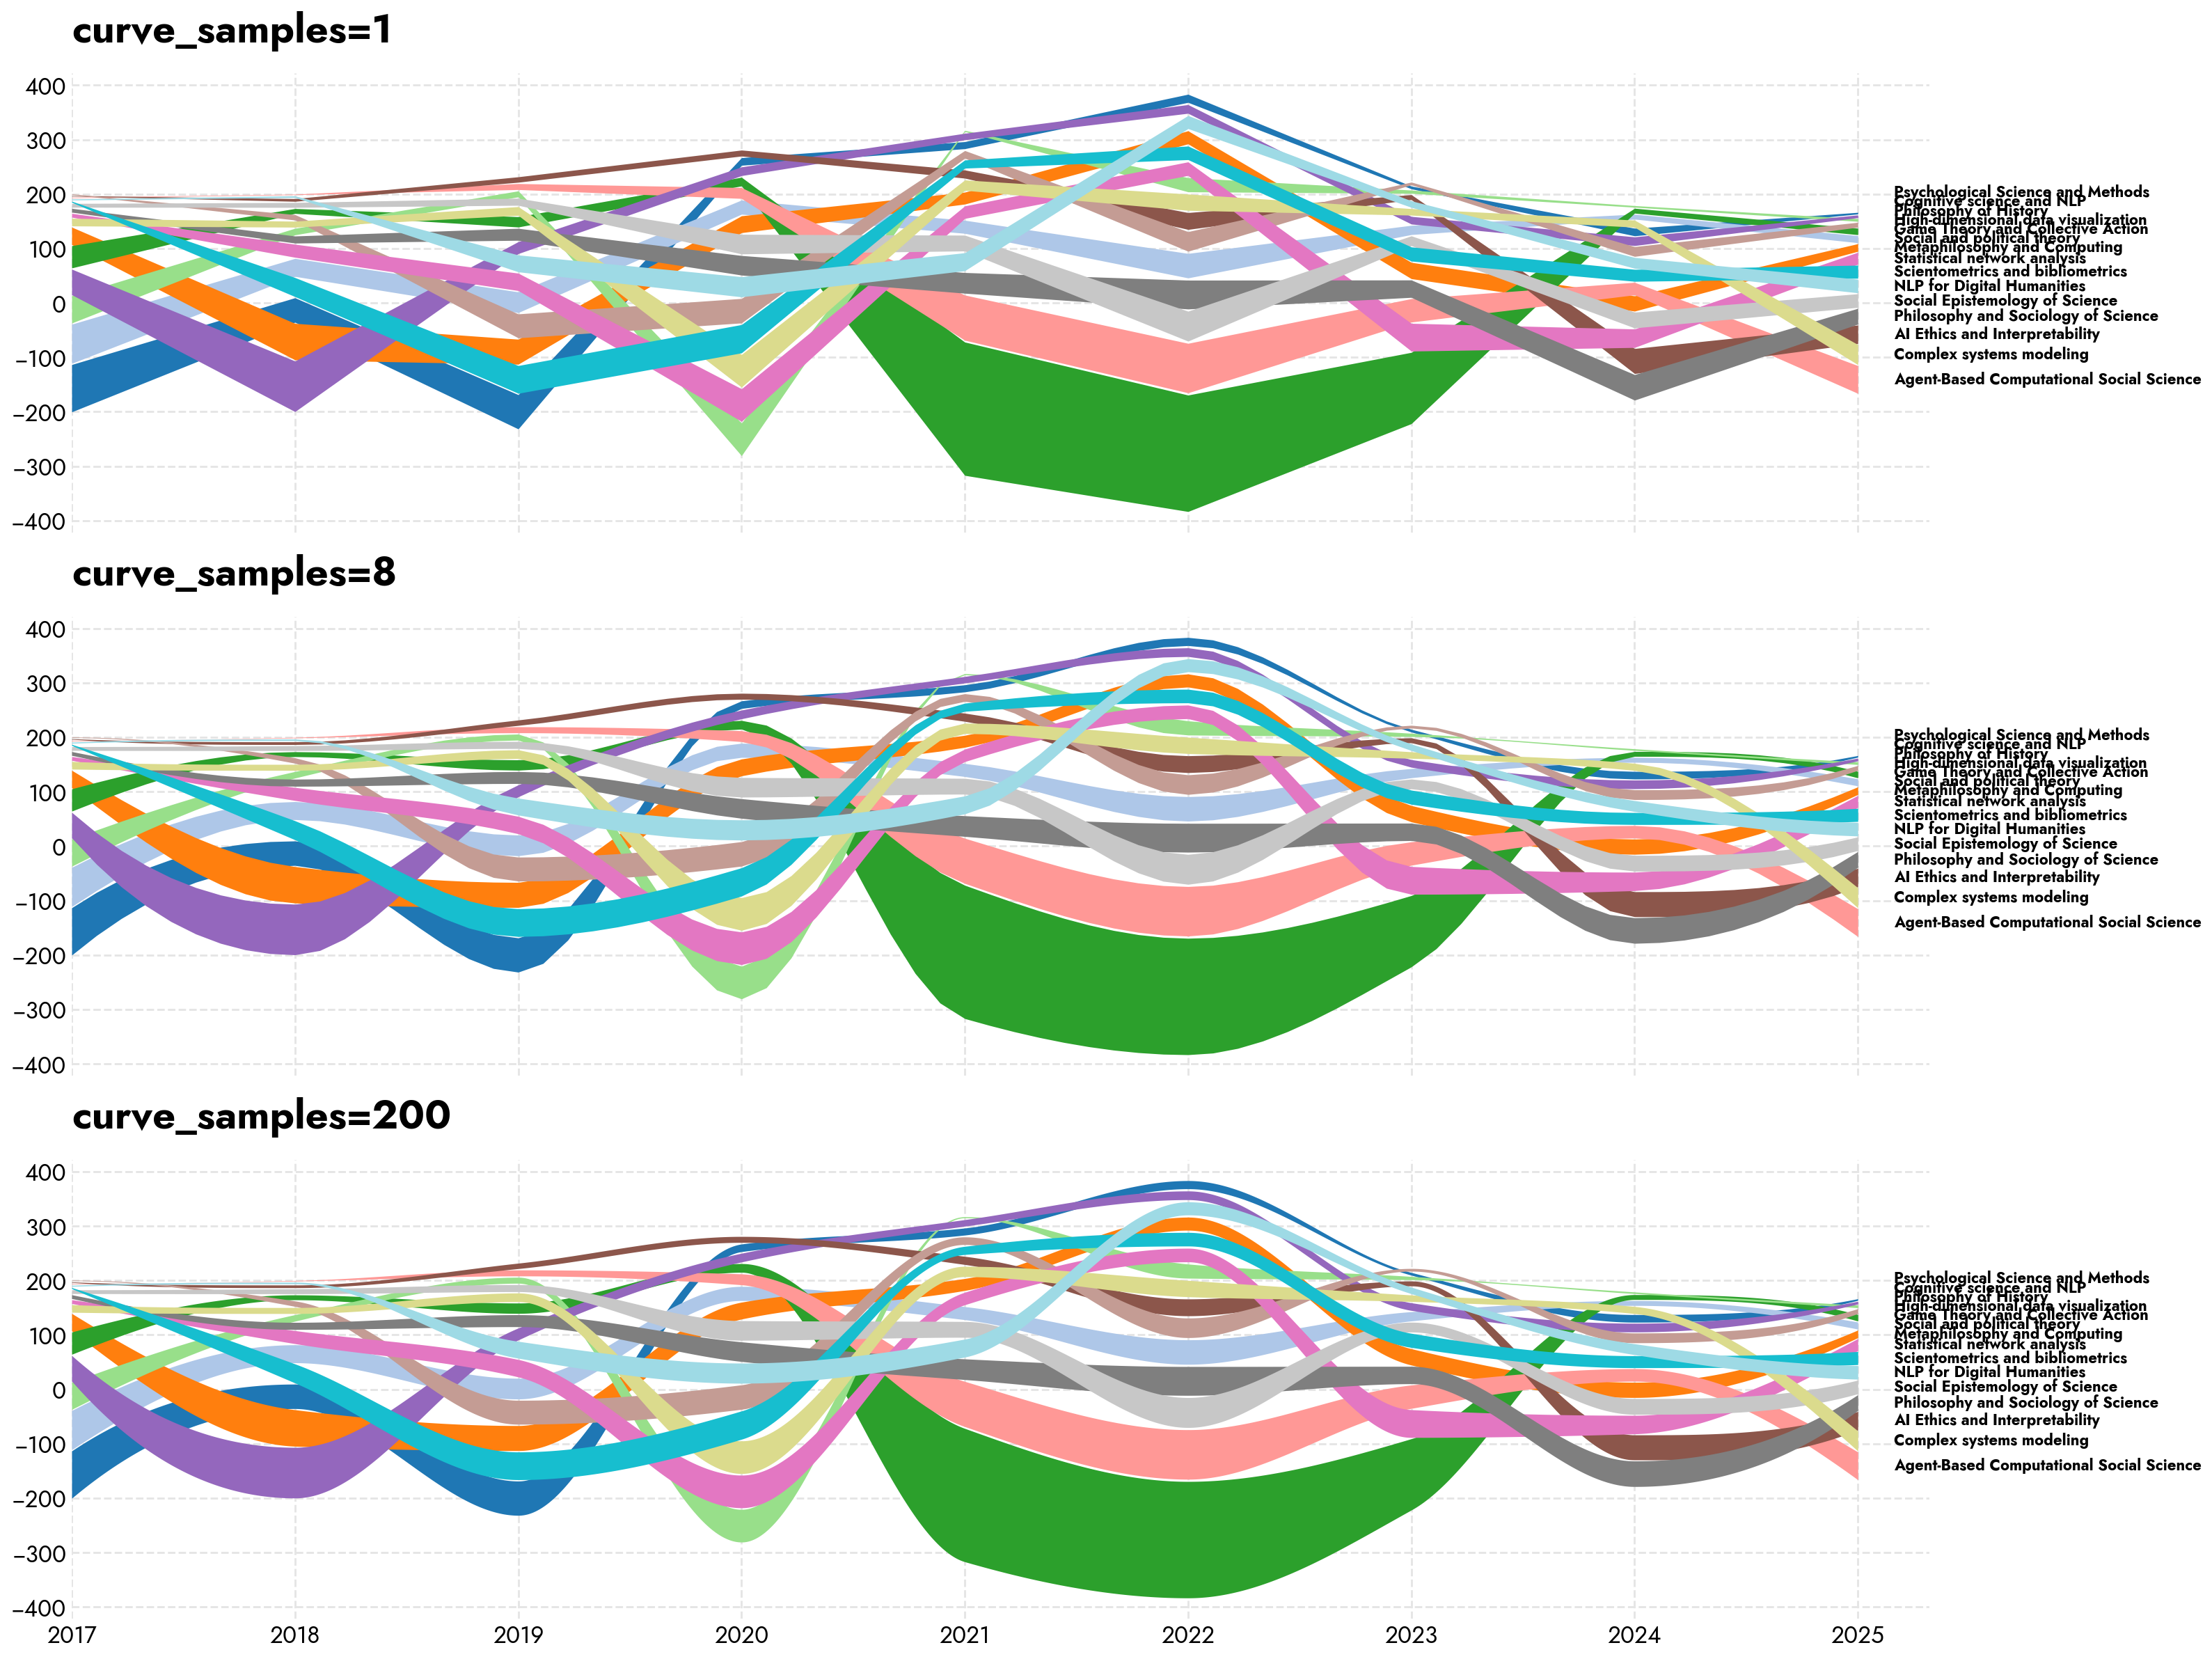 curve_samples=1
400
300
200
100
0
−100
−200
−300
−400
Psychological Science and Methods
Cognitive science and NLP
Philosophy of History
High-dimensional data visualization
Game Theory and Collective Action
Social and political theory
Metaphilosophy and Computing
Statistical network analysis
Scientometrics and bibliometrics
NLP for Digital Humanities
Social Epistemology of Science
Philosophy and Sociology of Science
AI Ethics and Interpretability
Complex systems modeling
Agent-Based Computational Social Science
curve_samples=8
400
300
200
100
0
−100
−200
−300
−400
Psychological Science and Methods
Cognitive science and NLP
Philosophy of History
High-dimensional data visualization
Game Theory and Collective Action
Social and political theory
Metaphilosophy and Computing
Statistical network analysis
Scientometrics and bibliometrics
NLP for Digital Humanities
Social Epistemology of Science
Philosophy and Sociology of Science
AI Ethics and Interpretability
Complex systems modeling
Agent-Based Computational Social Science
curve_samples=200
400
300
200
100
0
−100
−200
−300
−400
Psychological Science and Methods
Cognitive science and NLP
Philosophy of History
High-dimensional data visualization
Game Theory and Collective Action
Social and political theory
Metaphilosophy and Computing
Statistical network analysis
Scientometrics and bibliometrics
NLP for Digital Humanities
Social Epistemology of Science
Philosophy and Sociology of Science
AI Ethics and Interpretability
Complex systems modeling
Agent-Based Computational Social Science
2017 2018 2019 2020 2021 2022 2023 2024 2025